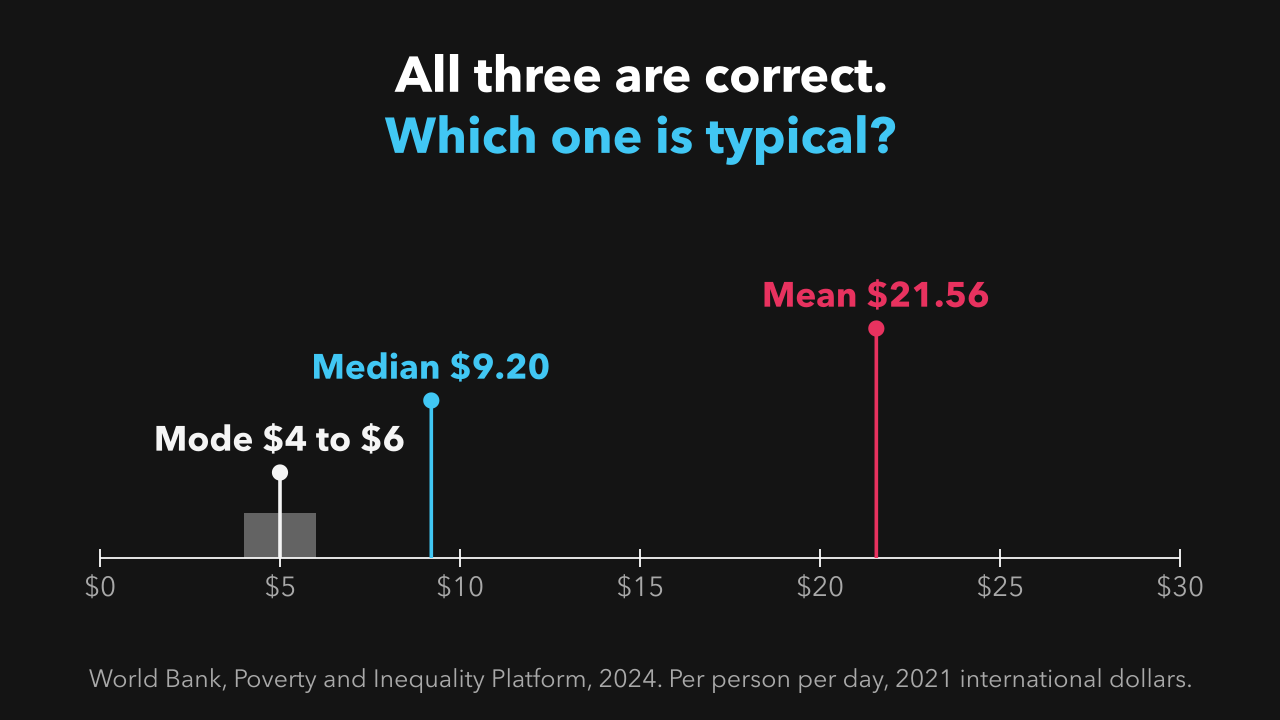 All three are correct.
Which one is typical?
Mean $21.56
Median $9.20
Mode $4 to $6
$0 $5 $10 $15 $20 $25 $30
World Bank, Poverty and Inequality Platform, 2024. Per person per day, 2021 international dollars.